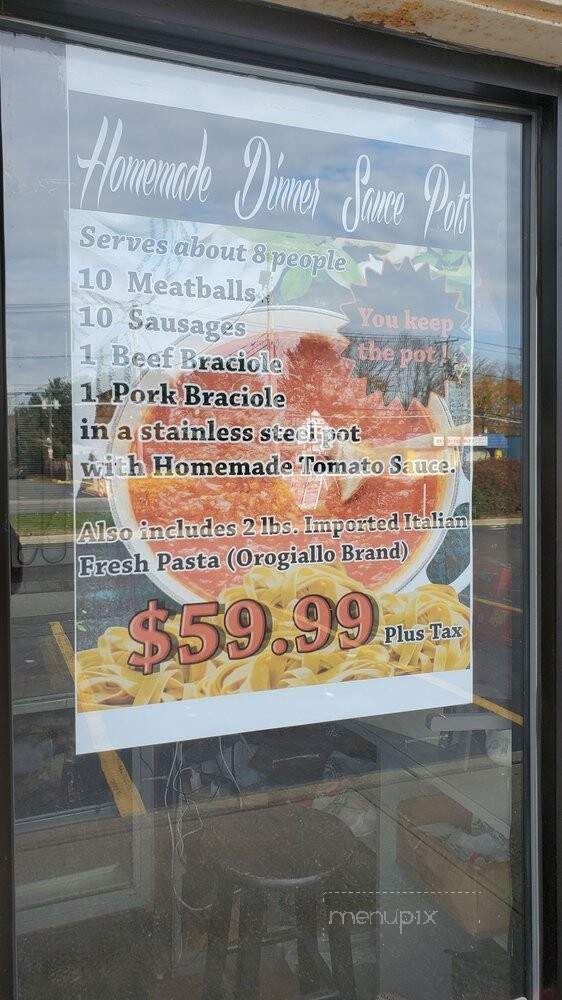 Homemade Dinner Sauce Pots
Serves about 8 people
10 Meatballs
10 Sausages
1 Beef Braciole
1 Pork Braciole
in a stainless steel pot
with Homemade Tomato Sauce.
You keep
the pot !
Also includes 2 lbs. Imported Italian
Fresh Pasta (Orogiallo Brand)
$59.99 Plus Tax
menupix